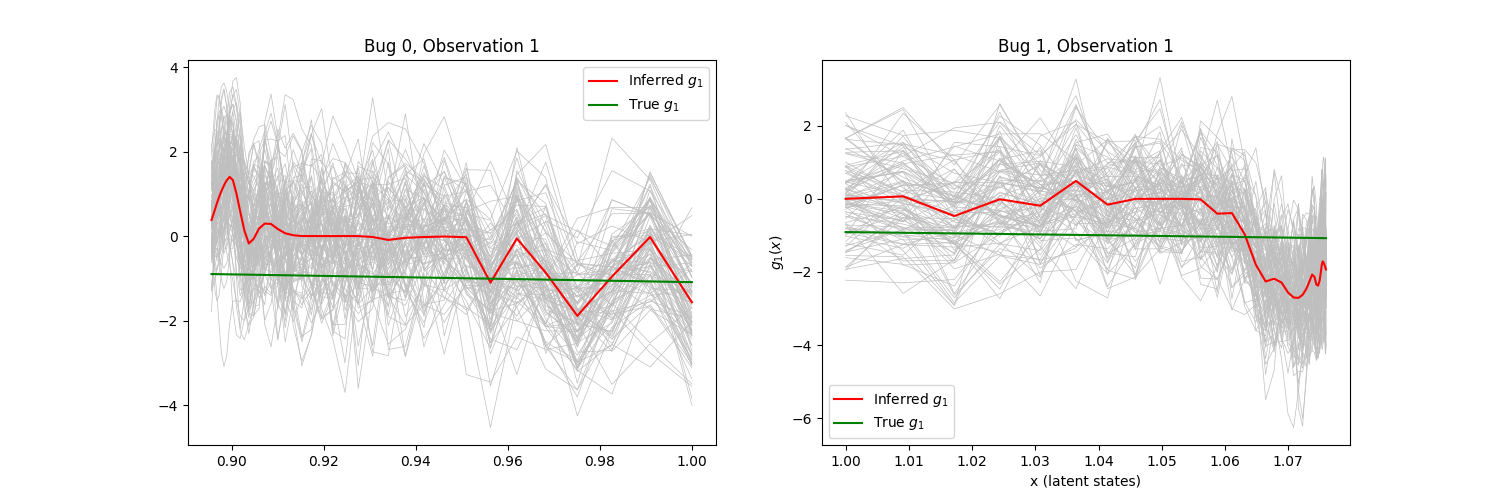 Bug 0, Observation 1
4
2
0
−2
−4
0.90 0.92 0.94 0.96 0.98 1.00
Inferred g₁
True g₁
Bug 1, Observation 1
g₁(x)
2
0
−2
−4
−6
1.00 1.01 1.02 1.03 1.04 1.05 1.06 1.07
x (latent states)
Inferred g₁
True g₁